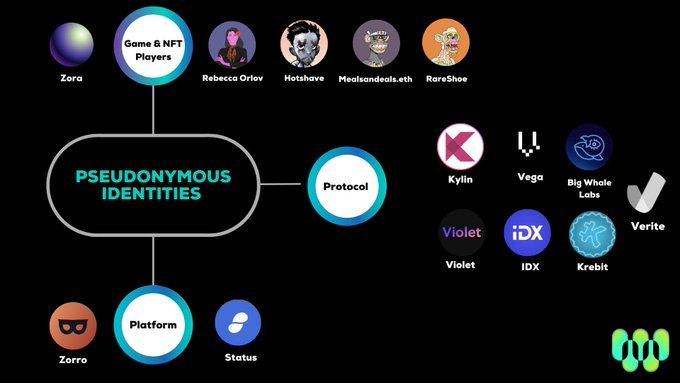 Game & NFT
Players
Zora
Rebecca Orlov
Hotshave
Mealsandeals.eth
RareShoe
PSEUDONYMOUS
IDENTITIES
Protocol
Kylin
Vega
Big Whale
Labs
Verite
Violet
Violet
iDX
IDX
Krebit
Platform
Zorro
Status